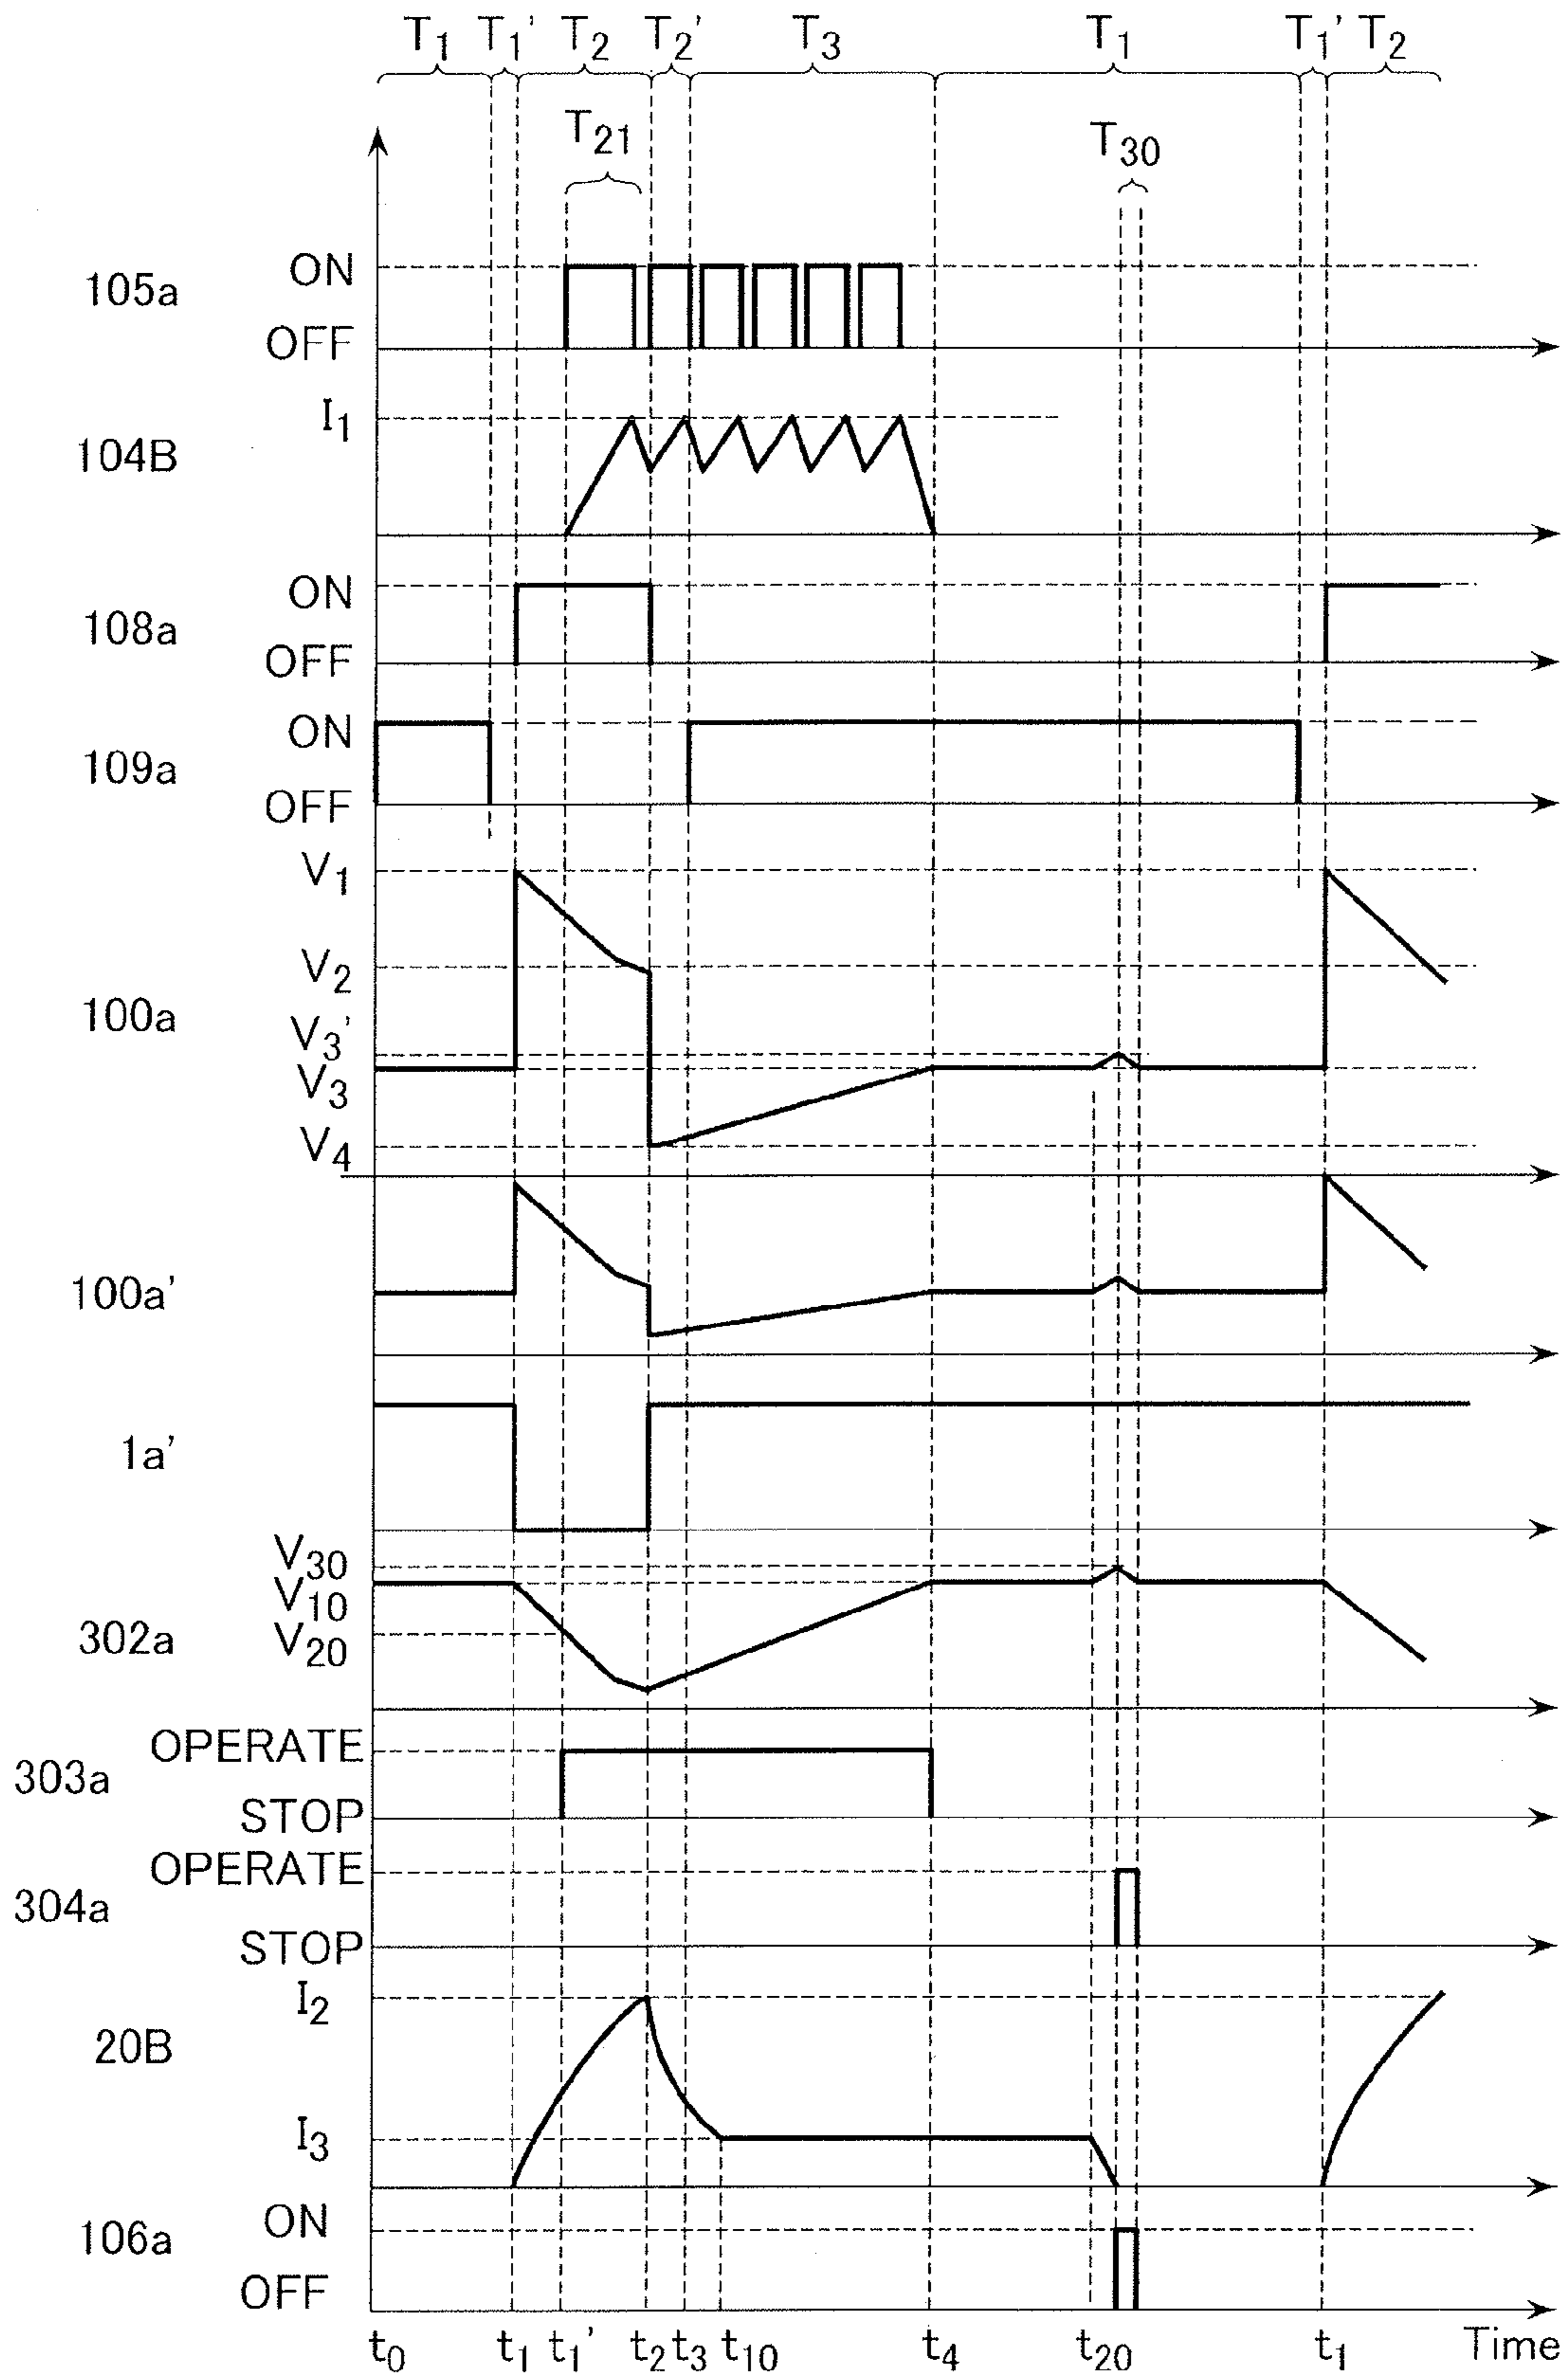 T1 T1' T2 T2' T3 T1 T1' T2
T21 T30
105a ON
OFF
104B I1
108a ON
OFF
109a ON
OFF
100a V1
V2
V3'
V3
V4
100a'
1a'
302a V30
V10
V20
303a OPERATE
STOP
304a OPERATE
STOP
20B I2
I3
106a ON
OFF
t0 t1 t1' t2 t3 t10 t4 t20 t1 Time